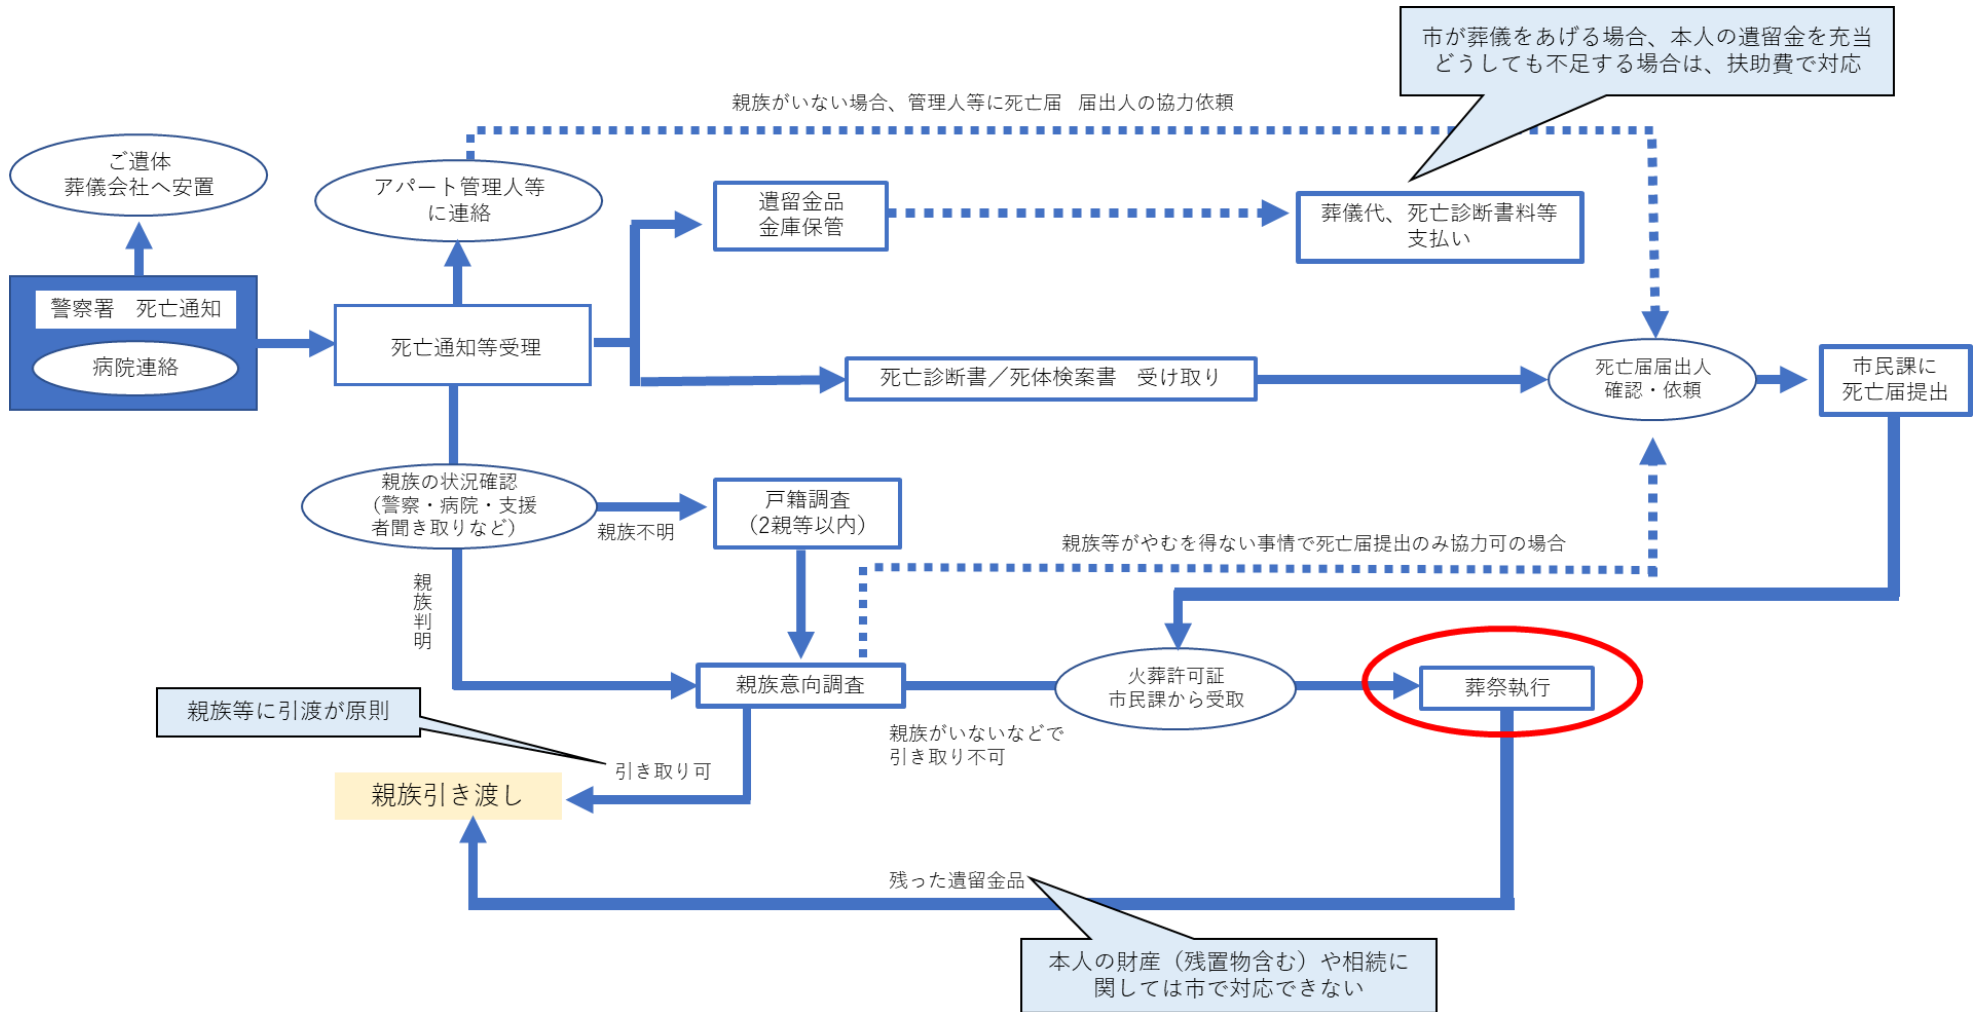 市が葬儀をあげる場合、本人の遺留金を充当
どうしても不足する場合は、扶助費で対応
親族がいない場合、管理人等に死亡届 届出人の協力依頼
ご遺体
葬儀会社へ安置
アパート管理人等
に連絡
遺留金品
金庫保管
葬儀代、死亡診断書料等
支払い
警察署 死亡通知
病院連絡
死亡通知等受理
死亡診断書／死体検案書 受け取り
死亡届届出人
確認・依頼
市民課に
死亡届提出
親族の状況確認
（警察・病院・支援
者聞き取りなど）
親族不明
戸籍調査
（2親等以内）
親族等がやむを得ない事情で死亡届提出のみ協力可の場合
親族判明
親族意向調査
火葬許可証
市民課から受取
葬祭執行
親族等に引渡が原則
親族がいないなどで
引き取り不可
引き取り可
親族引き渡し
残った遺留金品
本人の財産（残置物含む）や相続に
関しては市で対応できない